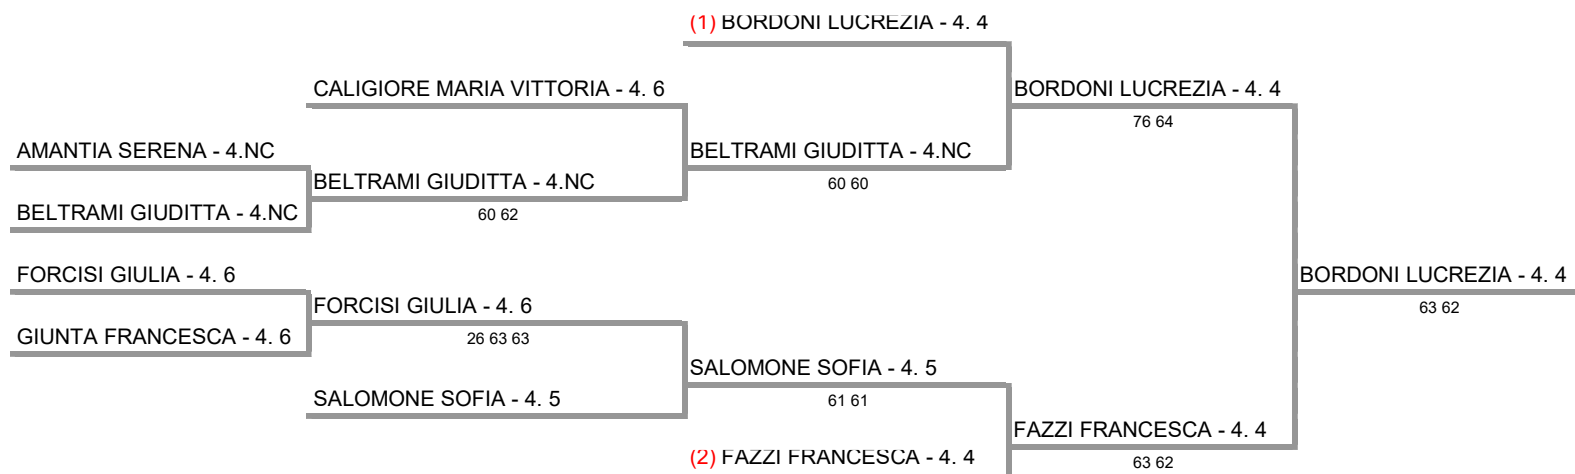 (1) BORDONI LUCREZIA - 4. 4
CALIGIORE MARIA VITTORIA - 4. 6
BORDONI LUCREZIA - 4. 4
76 64
AMANTIA SERENA - 4.NC
BELTRAMI GIUDITTA - 4.NC
BELTRAMI GIUDITTA - 4.NC
60 60
BELTRAMI GIUDITTA - 4.NC
60 62
FORCISI GIULIA - 4. 6
BORDONI LUCREZIA - 4. 4
63 62
FORCISI GIULIA - 4. 6
26 63 63
GIUNTA FRANCESCA - 4. 6
SALOMONE SOFIA - 4. 5
61 61
SALOMONE SOFIA - 4. 5
FAZZI FRANCESCA - 4. 4
63 62
(2) FAZZI FRANCESCA - 4. 4